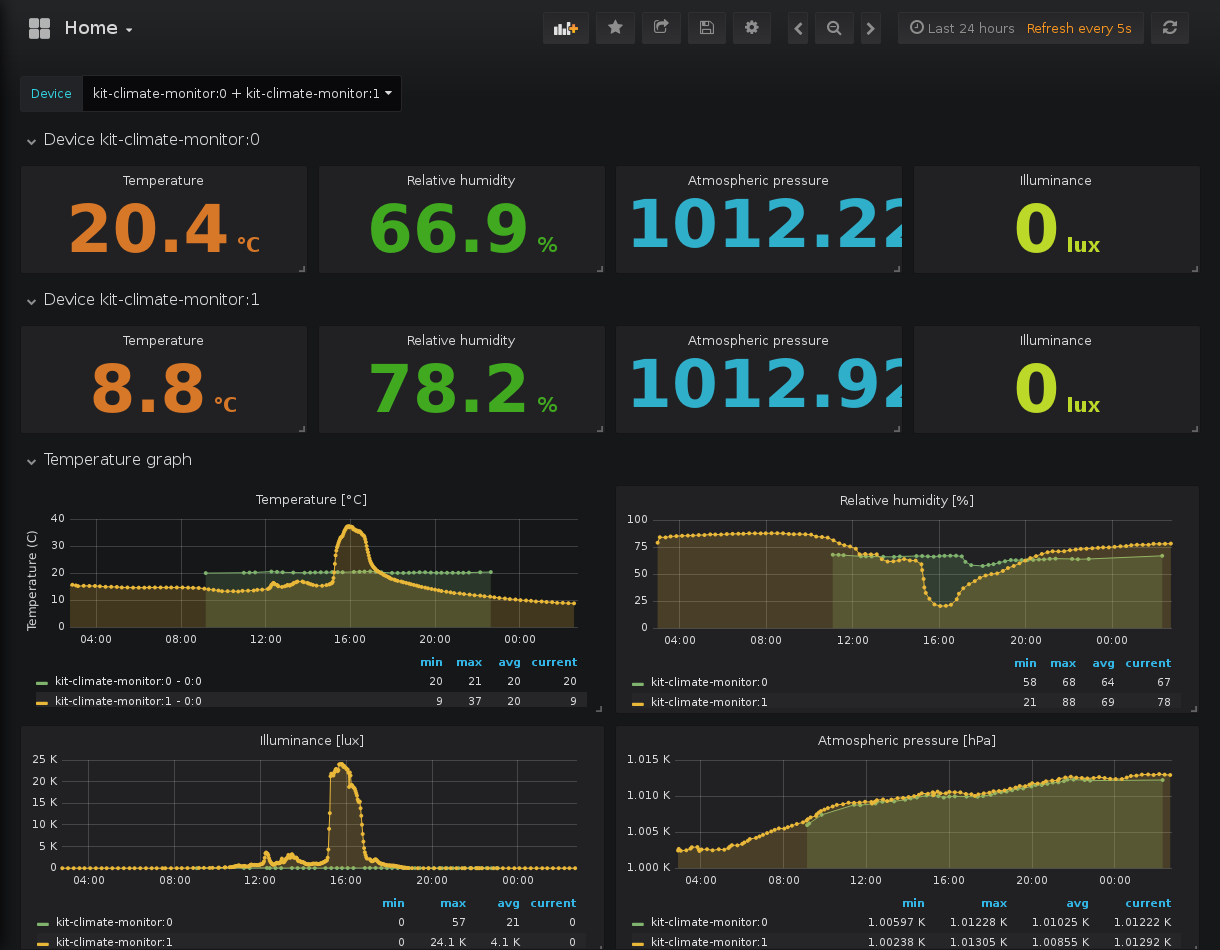 Home
Last 24 hours Refresh every 5s
Device kit-climate-monitor:0 + kit-climate-monitor:1
Device kit-climate-monitor:0
Temperature Relative humidity Atmospheric pressure Illuminance
20.4 °C 66.9 % 1012.22 0 lux
Device kit-climate-monitor:1
Temperature Relative humidity Atmospheric pressure Illuminance
8.8 °C 78.2 % 1012.92 0 lux
Temperature graph
Temperature [°C]
Temperature (C)
40
30
20
10
0
04:00 08:00 12:00 16:00 20:00 00:00
min max avg current
kit-climate-monitor:0 - 0:0 20 21 20 20
kit-climate-monitor:1 - 0:0 9 37 20 9
Relative humidity [%]
100
75
50
25
0
04:00 08:00 12:00 16:00 20:00 00:00
min max avg current
kit-climate-monitor:0 58 68 64 67
kit-climate-monitor:1 21 88 69 78
Illuminance [lux]
25 K
20 K
15 K
10 K
5 K
0
04:00 08:00 12:00 16:00 20:00 00:00
min max avg current
kit-climate-monitor:0 0 57 21 0
kit-climate-monitor:1 0 24.1 K 4.1 K 0
Atmospheric pressure [hPa]
1.015 K
1.010 K
1.005 K
1.000 K
04:00 08:00 12:00 16:00 20:00 00:00
min max avg current
kit-climate-monitor:0 1.00597 K 1.01228 K 1.01025 K 1.01222 K
kit-climate-monitor:1 1.00238 K 1.01305 K 1.00855 K 1.01292 K